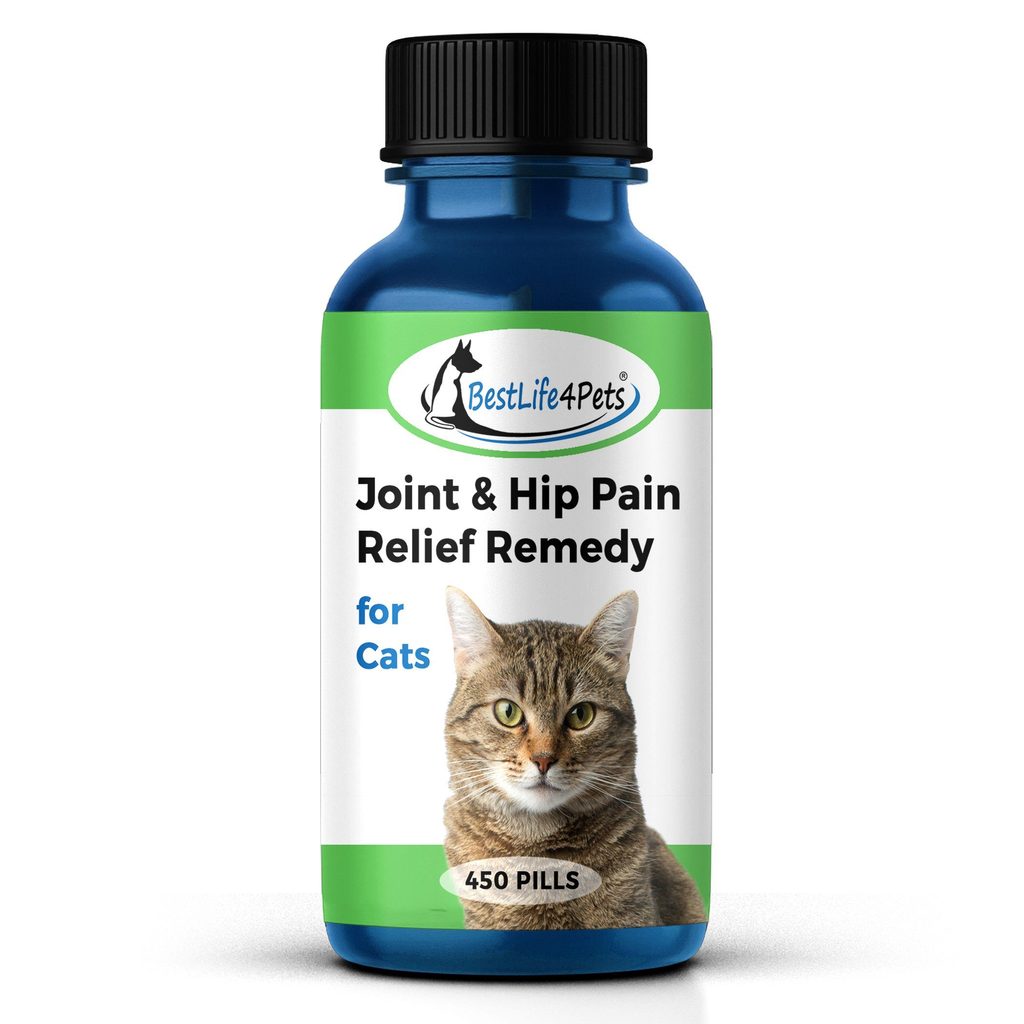 BestLife4Pets®
Joint & Hip Pain
Relief Remedy
for
Cats
450 PILLS